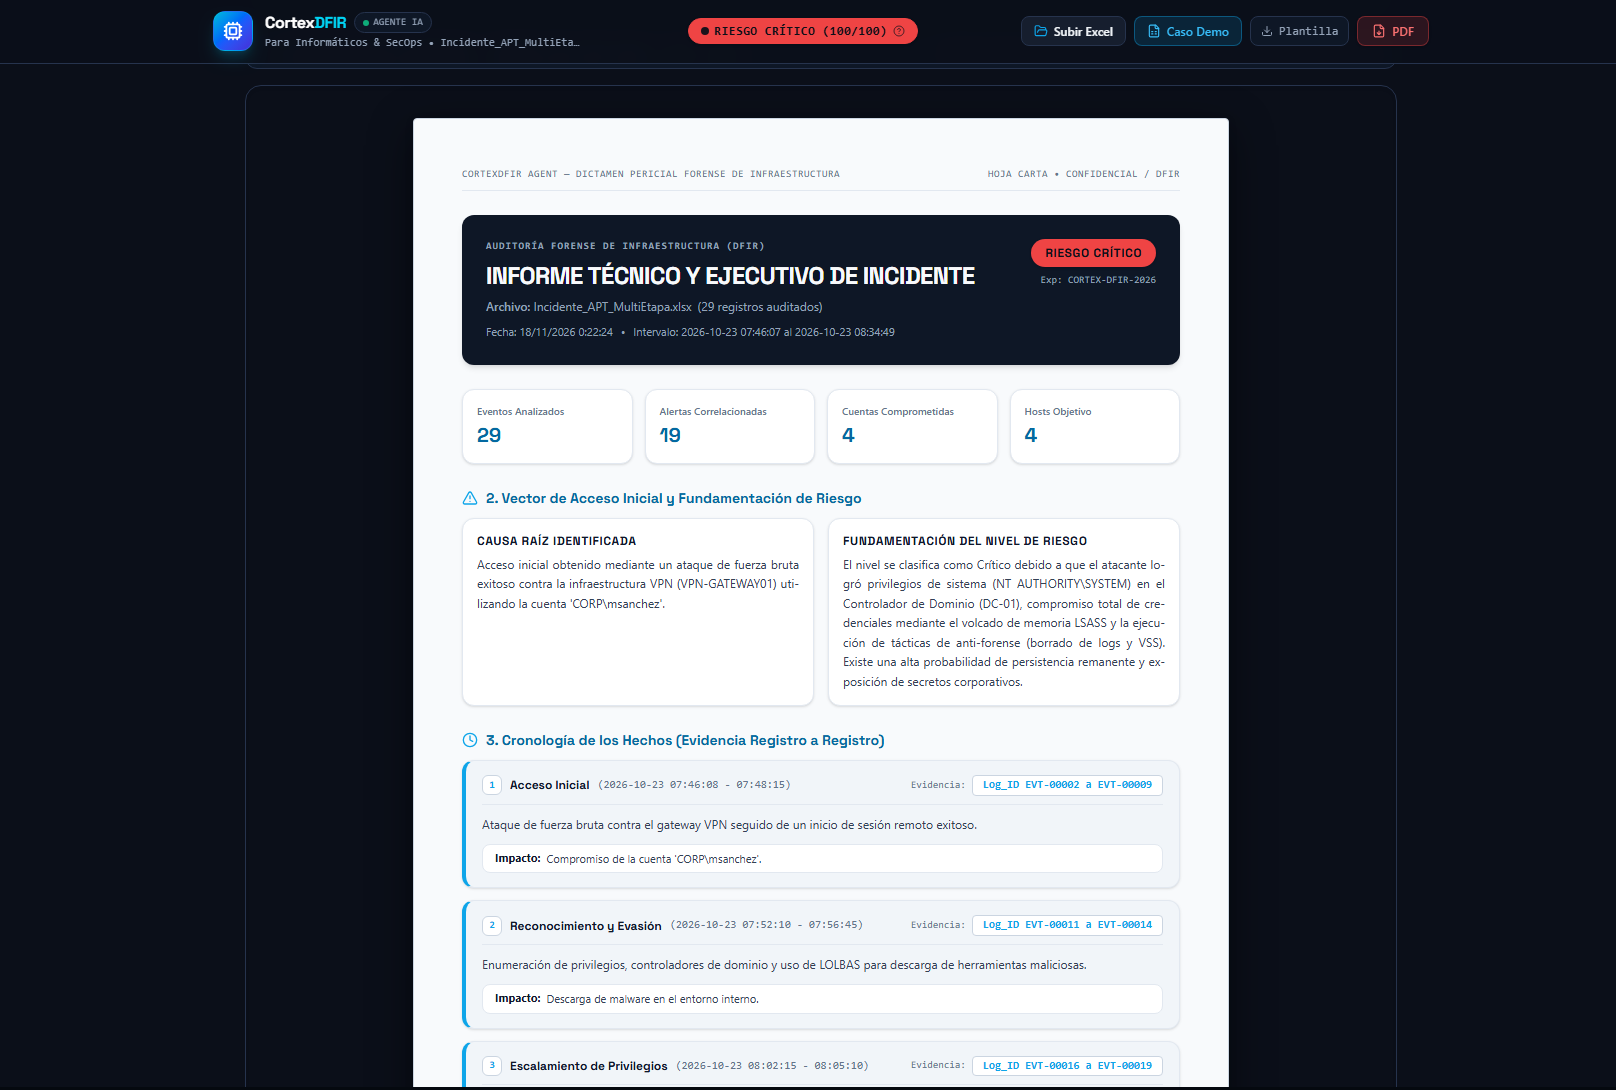 CortexDFIR AGENTE IA
Para Informáticos & SecOps • Incidente_APT_MultiEta…
RIESGO CRÍTICO (100/100)
Subir Excel
Caso Demo
Plantilla
PDF
CORTEXDFIR AGENT — DICTAMEN PERICIAL FORENSE DE INFRAESTRUCTURA
HOJA CARTA • CONFIDENCIAL / DFIR
AUDITORÍA FORENSE DE INFRAESTRUCTURA (DFIR)
RIESGO CRÍTICO
INFORME TÉCNICO Y EJECUTIVO DE INCIDENTE
Exp: CORTEX-DFIR-2026
Archivo: Incidente_APT_MultiEtapa.xlsx (29 registros auditados)
Fecha: 18/11/2026 0:22:24 • Intervalo: 2026-10-23 07:46:07 al 2026-10-23 08:34:49
Eventos Analizados
29
Alertas Correlacionadas
19
Cuentas Comprometidas
4
Hosts Objetivo
4
2. Vector de Acceso Inicial y Fundamentación de Riesgo
CAUSA RAÍZ IDENTIFICADA
Acceso inicial obtenido mediante un ataque de fuerza bruta
exitoso contra la infraestructura VPN (VPN-GATEWAY01) uti-
lizando la cuenta 'CORP\msanchez'.
FUNDAMENTACIÓN DEL NIVEL DE RIESGO
El nivel se clasifica como Crítico debido a que el atacante lo-
gró privilegios de sistema (NT AUTHORITY\SYSTEM) en el
Controlador de Dominio (DC-01), compromiso total de cre-
denciales mediante el volcado de memoria LSASS y la ejecu-
ción de tácticas de anti-forense (borrado de logs y VSS).
Existe una alta probabilidad de persistencia remanente y ex-
posición de secretos corporativos.
3. Cronología de los Hechos (Evidencia Registro a Registro)
1 Acceso Inicial (2026-10-23 07:46:08 - 07:48:15) Evidencia: Log_ID EVT-00002 a EVT-00009
Ataque de fuerza bruta contra el gateway VPN seguido de un inicio de sesión remoto exitoso.
Impacto: Compromiso de la cuenta 'CORP\msanchez'.
2 Reconocimiento y Evasión (2026-10-23 07:52:10 - 07:56:45) Evidencia: Log_ID EVT-00011 a EVT-00014
Enumeración de privilegios, controladores de dominio y uso de LOLBAS para descarga de herramientas maliciosas.
Impacto: Descarga de malware en el entorno interno.
3 Escalamiento de Privilegios (2026-10-23 08:02:15 - 08:05:10) Evidencia: Log_ID EVT-00016 a EVT-00019